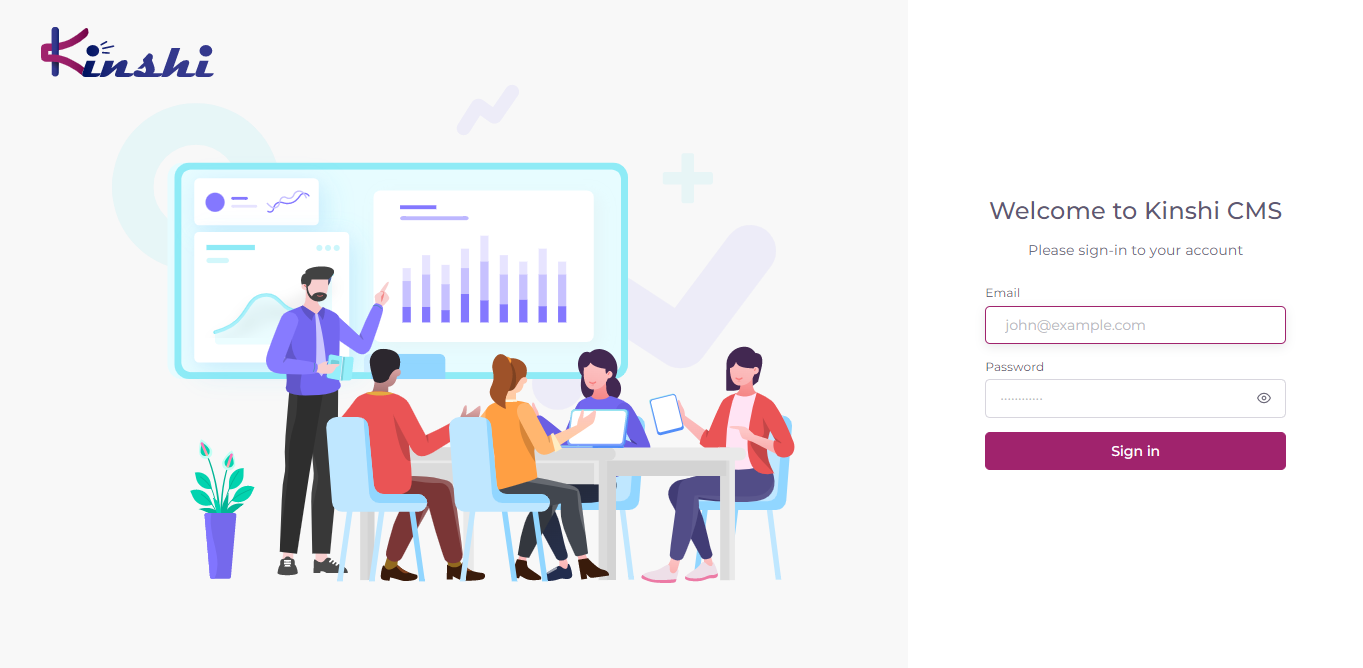 Kinshi
Welcome to Kinshi CMS
Please sign-in to your account
Email
john@example.com
Password
············
Sign in